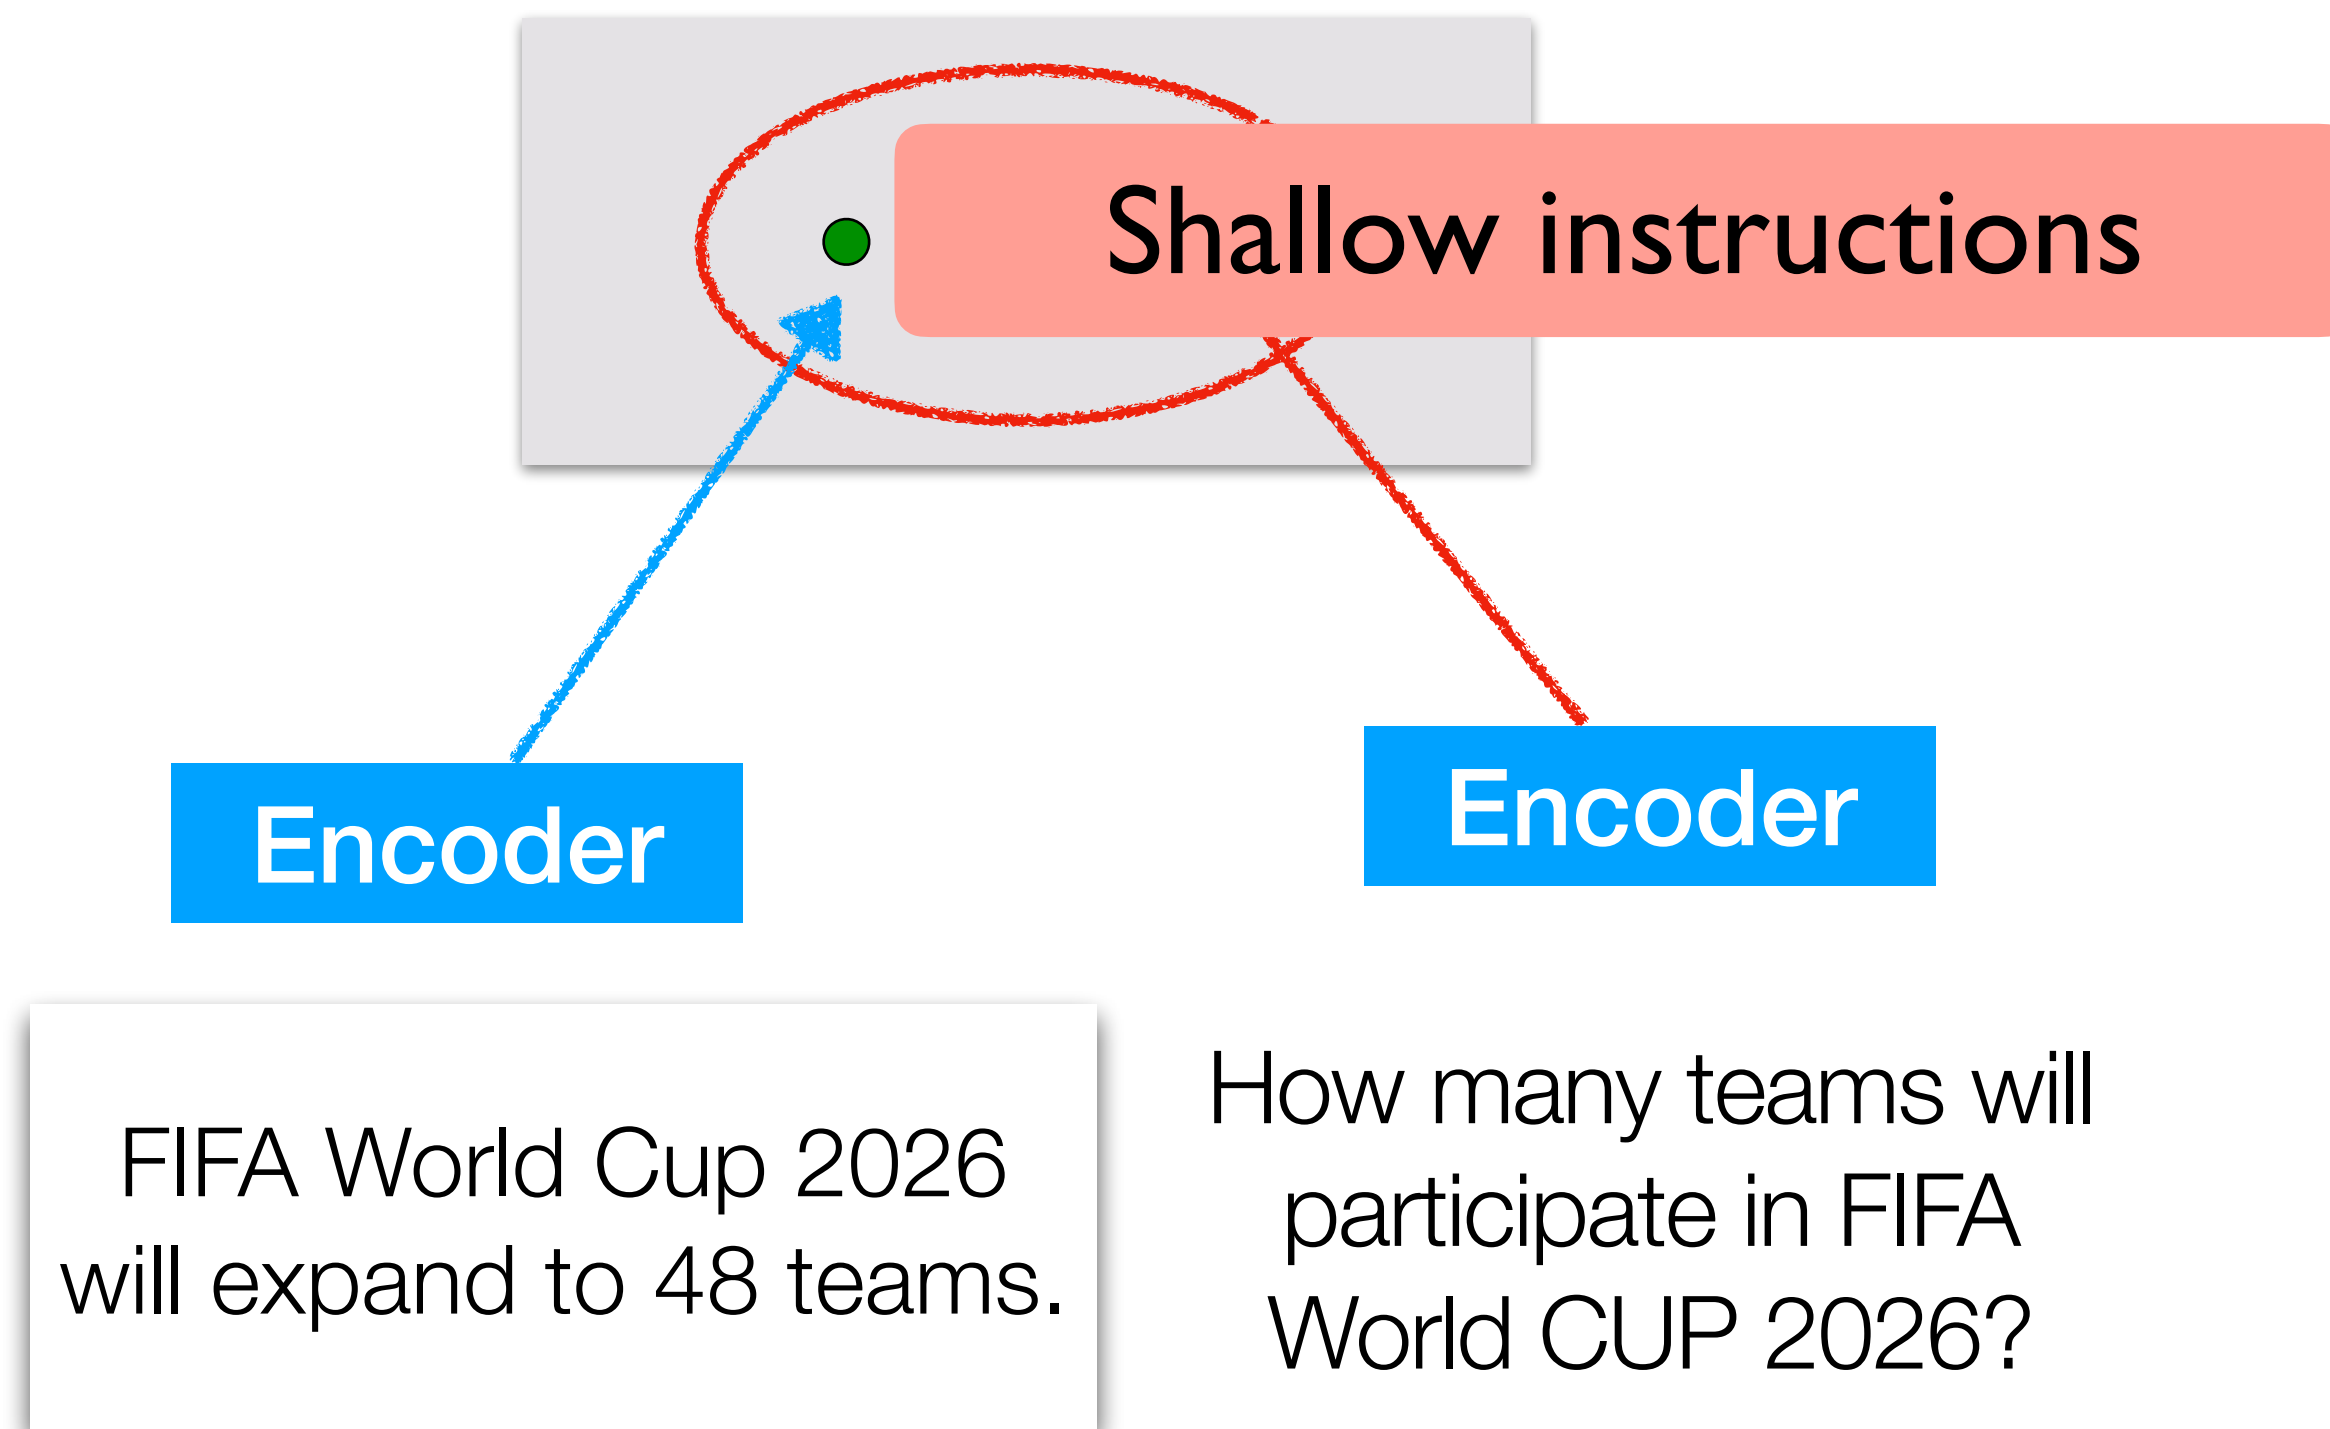 Shallow instructions
Encoder
Encoder
FIFA World Cup 2026
will expand to 48 teams.
How many teams will
participate in FIFA
World CUP 2026?